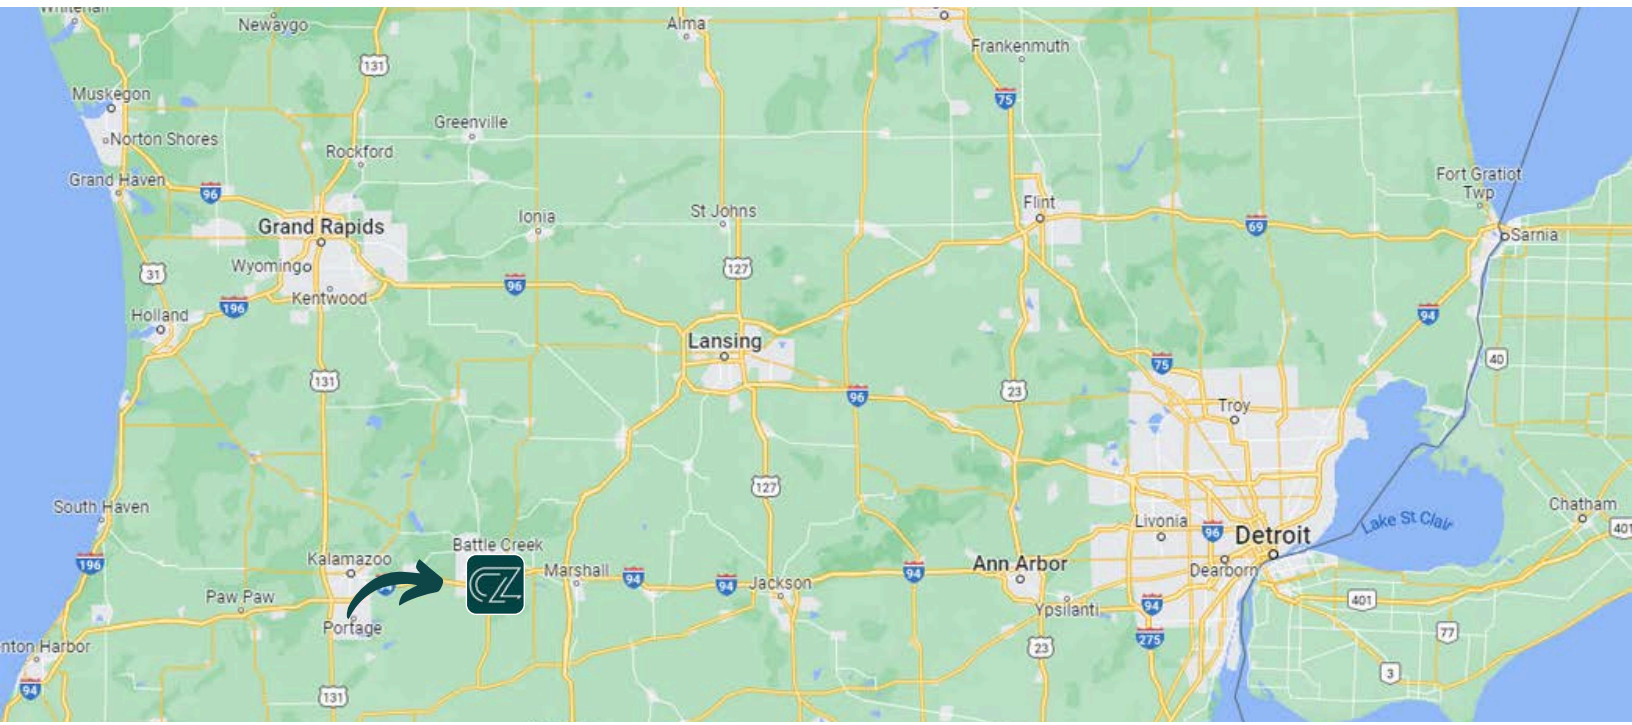 Newaygo
Alma
Frankenmuth
131
75
Muskegon
Greenville
Norton Shores
Rockford
Grand Haven
96
Fort Gratiot
Twp
Grand Rapids
Ionia
St Johns
Flint
69
Sarnia
Wyoming
31
127
Kentwood
96
196
Holland
94
Lansing
40
75
131
96
23
Troy
127
South Haven
Chatham
Livonia
96
Lake St Clair
401
Detroit
Battle Creek
Kalamazoo
196
CZ
Marshall
94
94
Jackson
94
Ann Arbor
Dearborn
Paw Paw
Ypsilanti
94
401
Portage
275
77
nton Harbor
23
3
94
131